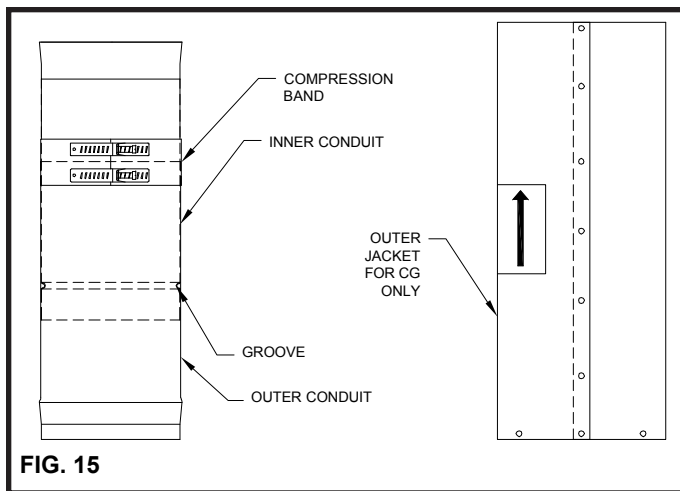 COMPRESSION
BAND
INNER CONDUIT
OUTER
JACKET
FOR CG
ONLY
GROOVE
OUTER CONDUIT
FIG. 15